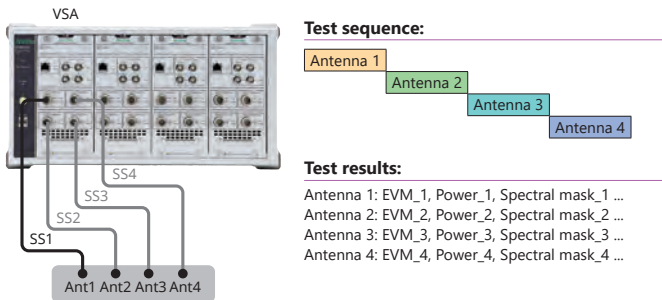 VSA
SS4
SS3
SS2
SS1
Ant1 Ant2 Ant3 Ant4
Test sequence:
Antenna 1
Antenna 2
Antenna 3
Antenna 4
Test results:
Antenna 1: EVM_1, Power_1, Spectral mask_1 ...
Antenna 2: EVM_2, Power_2, Spectral mask_2 ...
Antenna 3: EVM_3, Power_3, Spectral mask_3 ...
Antenna 4: EVM_4, Power_4, Spectral mask_4 ...